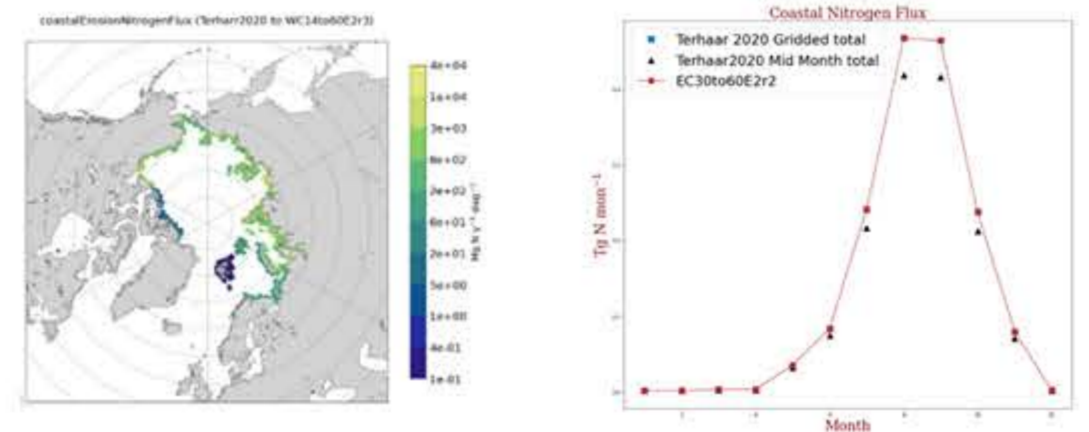 coastalErosionNitrogenFlux (Terharr2020 to WC14to60E2r3)
4e+04
1e+04
3e+03
8e+02
2e+02
6e+01
2e+01
5e+00
1e+00
4e-01
1e-01
Coastal Nitrogen Flux
Terhaar 2020 Gridded total
Terhaar2020 Mid Month total
EC30to60E2r2
Tg N mon⁻¹
Month